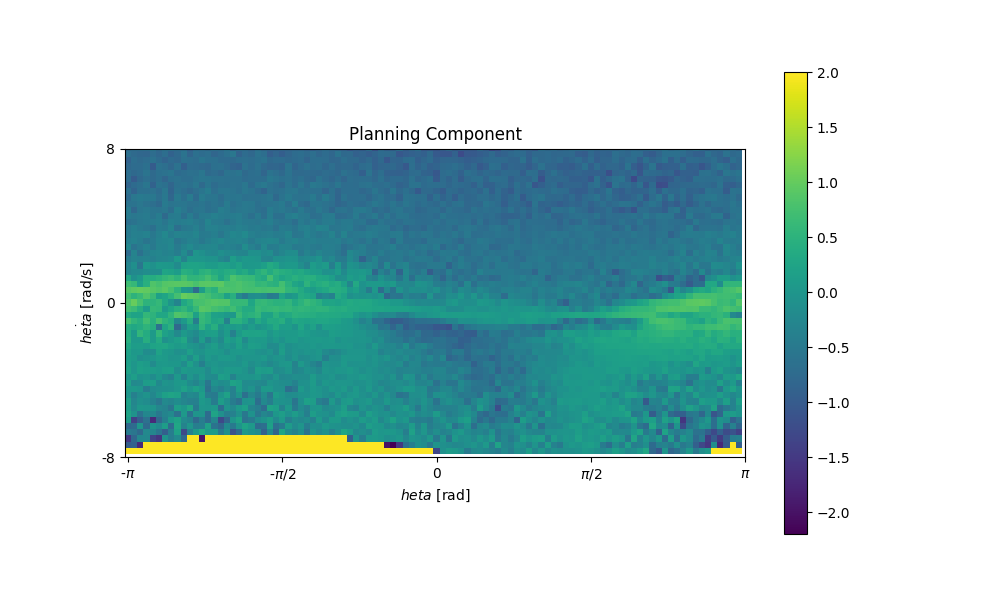 Planning Component
8
0
-8
-π
-π/2
0
π/2
π
heta [rad]
ḣeta [rad/s]
2.0
1.5
1.0
0.5
0.0
−0.5
−1.0
−1.5
−2.0